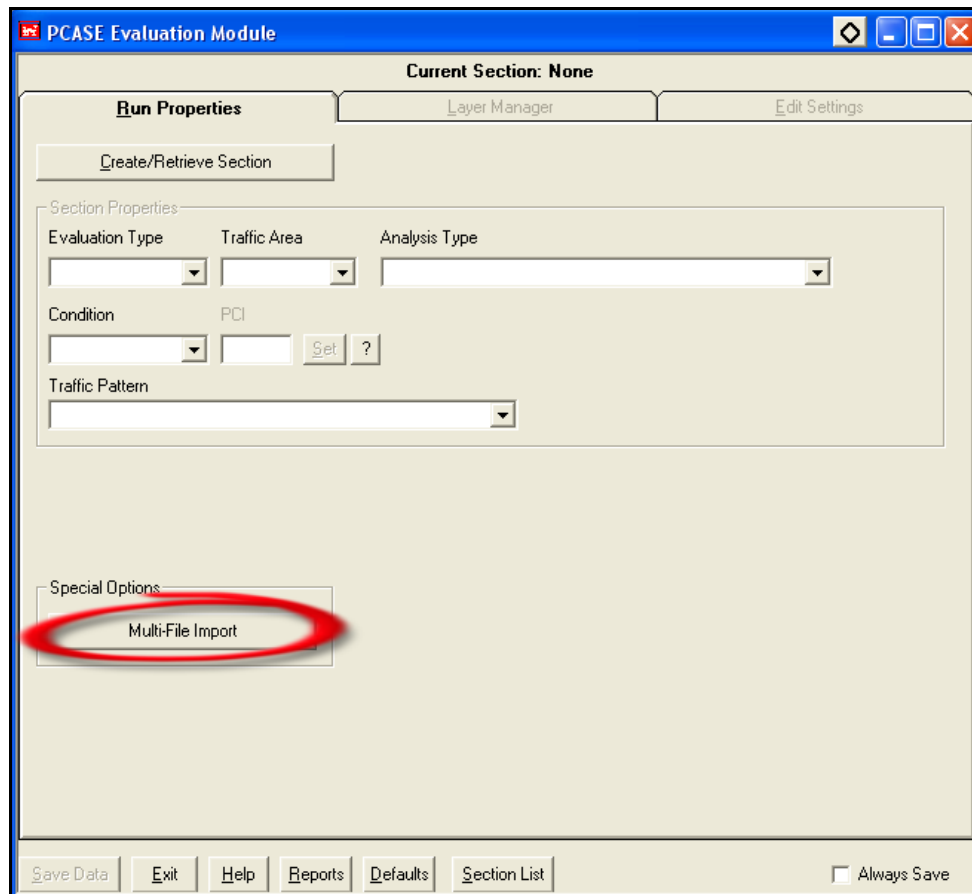 PCASE Evaluation Module
Current Section: None
Run Properties
Layer Manager
Edit Settings
Create/Retrieve Section
Section Properties
Evaluation Type
Traffic Area
Analysis Type
Condition
PCI
Set
?
Traffic Pattern
Special Options
Multi-File Import
Save Data
Exit
Help
Reports
Defaults
Section List
Always Save